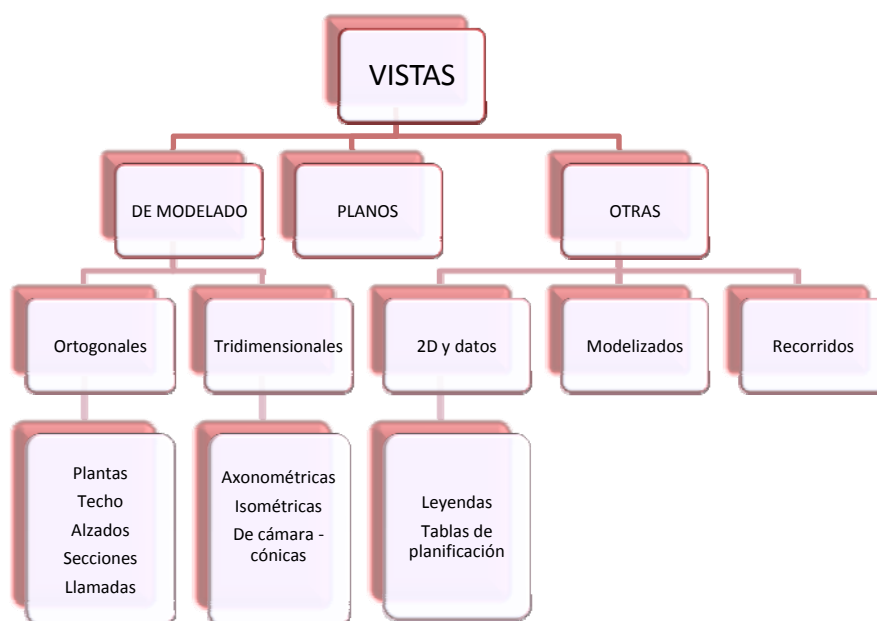 VISTAS
DE MODELADO
PLANOS
OTRAS
Ortogonales
Tridimensionales
2D y datos
Modelizados
Recorridos
Plantas
Techo
Alzados
Secciones
Llamadas
Axonométricas
Isométricas
De cámara -
cónicas
Leyendas
Tablas de
planificación